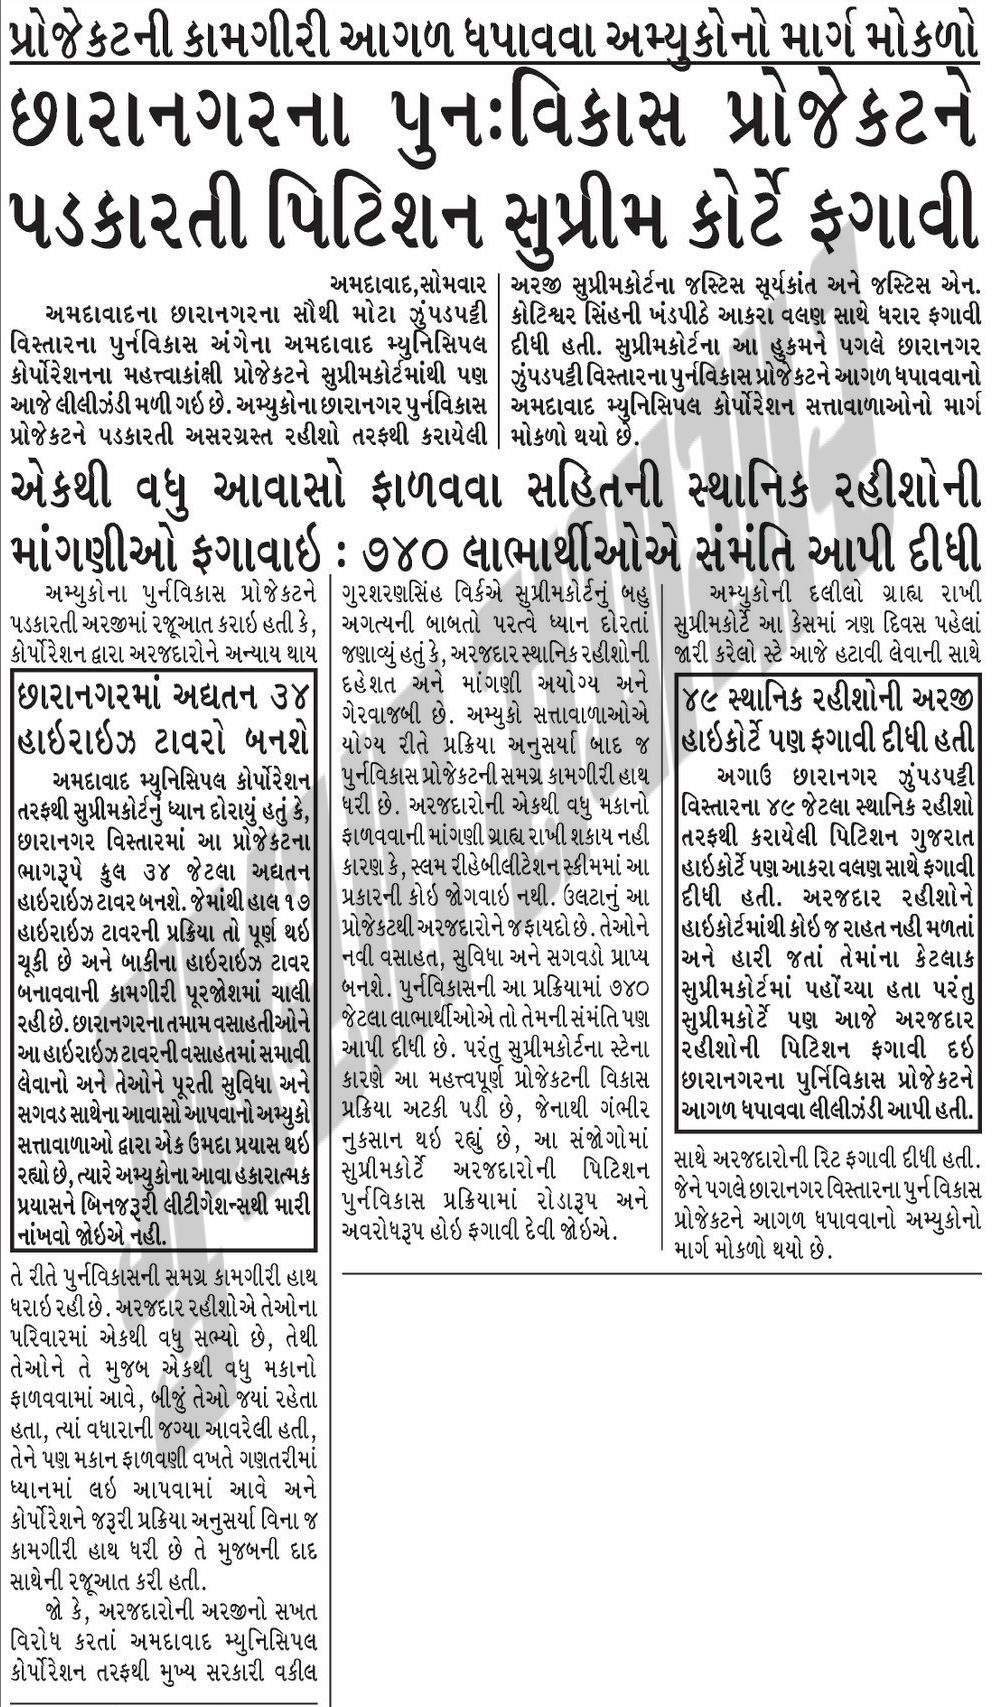 પ્રોજેક્ટની કામગીરી આગળ ધપાવવા અમ્યુકોનો માર્ગ મોકળો
છારાનગરના પુનઃવિકાસ પ્રોજેકટને
પડકારતી પિટિશન સુપ્રીમ કોર્ટે ફગાવી
અમદાવાદ,સોમવાર
અમદાવાદના છારાનગરના સૌથી મોટા ઝુંપડપટ્ટી
વિસ્તારના પુર્નવિકાસ અંગેના અમદાવાદ મ્યુનિસિપલ
કોર્પોરેશનના મહત્ત્વાકાંક્ષી પ્રોજેકટને સુપ્રીમકોર્ટમાંથી પણ
આજે લીલીઝંડી મળી ગઇ છે. અમ્યુકોના છારાનગર પુર્નવિકાસ
પ્રોજેકટને પડકારતી અસરગ્રસ્ત રહીશો તરફથી કરાયેલી
અરજી સુપ્રીમકોર્ટના જસ્ટિસ સૂર્યકાંત અને જસ્ટિસ એન.
કોટિશ્વર સિંહની ખંડપીઠે આકરા વલણ સાથે ધરાર ફગાવી
દીધી હતી. સુપ્રીમકોર્ટના આ હુકમને પગલે છારાનગર
ઝુંપડપટ્ટી વિસ્તારના પુર્નવિકાસ પ્રોજેકટને આગળ ધપાવવાનો
અમદાવાદ મ્યુનિસિપલ કોર્પોરેશન સત્તાવાળાઓનો માર્ગ
મોકળો થયો છે.
એકથી વધુ આવાસો ફાળવવા સહિતની સ્થાનિક રહીશોની
માંગણીઓ ફગાવાઇ : ૭૪૦ લાભાર્થીઓએ સંમંતિ આપી દીધી
અમ્યુકોના પુર્નવિકાસ પ્રોજેકટને
પડકારતી અરજીમાં રજૂઆત કરાઇ હતી કે,
કોર્પોરેશન દ્વારા અરજદારોને અન્યાય થાય
છારાનગરમાં અદ્યતન ૩૪
હાઇરાઇઝ ટાવરો બનશે
અમદાવાદ મ્યુનિસિપલ કોર્પોરેશન
તરફથી સુપ્રીમકોર્ટનું ધ્યાન દોરાયું હતું કે,
છારાનગર વિસ્તારમાં આ પ્રોજેકટના
ભાગરૂપે કુલ ૩૪ જેટલા અદ્યતન
હાઇરાઇઝ ટાવર બનશે. જેમાંથી હાલ ૧૭
હાઇરાઇઝ ટાવરની પ્રક્રિયા તો પૂર્ણ થઇ
ચૂકી છે અને બાકીના હાઇરાઇઝ ટાવર
બનાવવાની કામગીરી પૂરજોશમાં ચાલી
રહી છે. છારાનગરના તમામ વસાહતીઓને
આ હાઇરાઇઝ ટાવરની વસાહતમાં સમાવી
લેવાનો અને તેઓને પૂરતી સુવિધા અને
સગવડ સાથેના આવાસો આપવાનો અમ્યુકો
સત્તાવાળાઓ દ્વારા એક ઉમદા પ્રયાસ થઇ
રહ્યો છે, ત્યારે અમ્યુકોના આવા હકારાત્મક
પ્રયાસને બિનજરૂરી લીટીગેશન્સથી મારી
નાંખવો જોઇએ નહી.
તે રીતે પુર્નવિકાસની સમગ્ર કામગીરી હાથ
ધરાઇ રહી છે. અરજદાર રહીશોએ તેઓના
પરિવારમાં એકથી વધુ સભ્યો છે, તેથી
તેઓને તે મુજબ એકથી વધુ મકાનો
ફાળવવામાં આવે, બીજું તેઓ જયાં રહેતા
હતા, ત્યાં વધારાની જગ્યા આવરેલી હતી,
તેને પણ મકાન ફાળવણી વખતે ગણતરીમાં
ધ્યાનમાં લઇ આપવામાં આવે અને
કોર્પોરેશને જરૂરી પ્રક્રિયા અનુસર્યા વિના જ
કામગીરી હાથ ધરી છે તે મુજબની દાદ
સાથેની રજૂઆત કરી હતી.
જો કે, અરજદારોની અરજીનો સખત
વિરોધ કરતાં અમદાવાદ મ્યુનિસિપલ
કોર્પોરેશન તરફથી મુખ્ય સરકારી વકીલ
ગુરશરણસિંહ વિર્કએ સુપ્રીમકોર્ટનું બહુ
અગત્યની બાબતો પરત્વે ધ્યાન દોરતાં
જણાવ્યું હતું કે, અરજદાર સ્થાનિક રહીશોની
દહેશત અને માંગણી અયોગ્ય અને
ગેરવાજબી છે. અમ્યુકો સત્તાવાળાઓએ
યોગ્ય રીતે પ્રક્રિયા અનુસર્યા બાદ જ
પુર્નવિકાસ પ્રોજેકટની સમગ્ર કામગીરી હાથ
ધરી છે. અરજદારોની એકથી વધુ મકાનો
ફાળવવાની માંગણી ગ્રાહ્ય રાખી શકાય નહી
કારણ કે, સ્લમ રીહેબીલીટેશન સ્કીમમાં આ
પ્રકારની કોઇ જોગવાઇ નથી. ઉલટાનું આ
પ્રોજેકટથી અરજદારોને જ ફાયદો છે. તેઓને
નવી વસાહત, સુવિધા અને સગવડો પ્રાપ્ય
બનશે. પુર્નવિકાસની આ પ્રક્રિયામાં ૭૪૦
જેટલા લાભાર્થીઓએ તો તેમની સંમતિ પણ
આપી દીધી છે. પરંતુ સુપ્રીમકોર્ટના સ્ટેના
કારણે આ મહત્ત્વપૂર્ણ પ્રોજેકટની વિકાસ
પ્રક્રિયા અટકી પડી છે, જેનાથી ગંભીર
નુકસાન થઇ રહ્યું છે, આ સંજોગોમાં
સુપ્રીમકોર્ટે અરજદારોની પિટિશન
પુર્નવિકાસ પ્રક્રિયામાં રોડારૂપ અને
અવરોધરૂપ હોઇ ફગાવી દેવી જોઇએ.
અમ્યુકોની દલીલો ગ્રાહ્ય રાખી
સુપ્રીમકોર્ટે આ કેસમાં ત્રણ દિવસ પહેલાં
જારી કરેલો સ્ટે આજે હટાવી લેવાની સાથે
૪૯ સ્થાનિક રહીશોની અરજી
હાઇકોર્ટે પણ ફગાવી દીધી હતી
અગાઉ છારાનગર ઝુંપડપટ્ટી
વિસ્તારના ૪૯ જેટલા સ્થાનિક રહીશો
તરફથી કરાયેલી પિટિશન ગુજરાત
હાઇકોર્ટે પણ આકરા વલણ સાથે ફગાવી
દીધી હતી. અરજદાર રહીશોને
હાઇકોર્ટમાંથી કોઇ જ રાહત નહી મળતાં
અને હારી જતાં તેમાંના કેટલાક
સુપ્રીમકોર્ટમાં પહોંચ્યા હતા પરંતુ
સુપ્રીમકોર્ટે પણ આજે અરજદાર
રહીશોની પિટિશન ફગાવી દઇ
છારાનગરના પુર્નિવિકાસ પ્રોજેકટને
આગળ ધપાવવા લીલીઝંડી આપી હતી.
સાથે અરજદારોની રિટ ફગાવી દીધી હતી.
જેને પગલે છારાનગર વિસ્તારના પુર્નવિકાસ
પ્રોજેકટને આગળ ધપાવવાનો અમ્યુકોનો
માર્ગ મોકળો થયો છે.